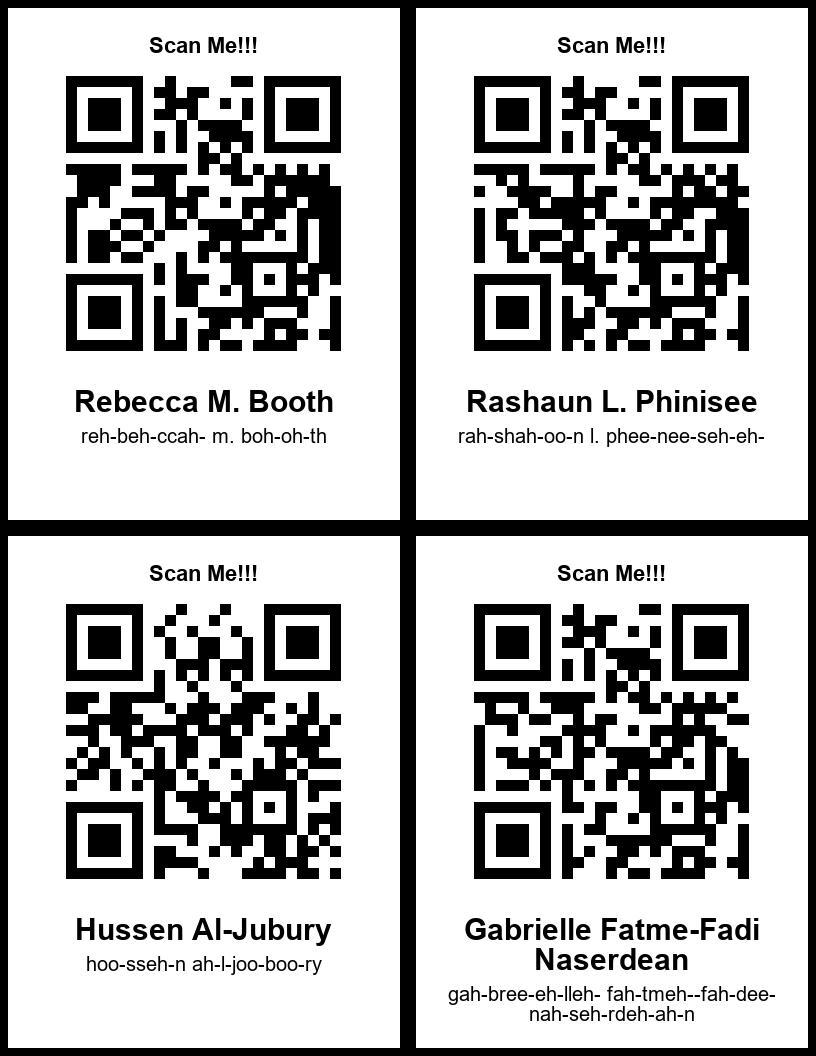 Scan Me!!!
Rebecca M. Booth
reh-beh-ccah- m. boh-oh-th
Scan Me!!!
Rashaun L. Phinisee
rah-shah-oo-n l. phee-nee-seh-eh-
Scan Me!!!
Hussen Al-Jubury
hoo-sseh-n ah-l-joo-boo-ry
Scan Me!!!
Gabrielle Fatme-Fadi
Naserdean
gah-bree-eh-lleh- fah-tmeh--fah-dee-
nah-seh-rdeh-ah-n